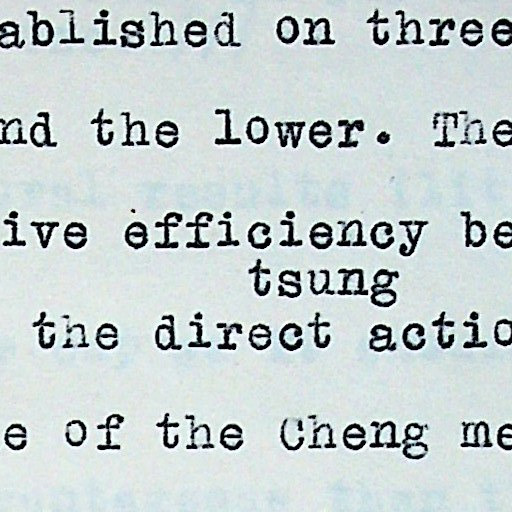 ablished on three
nd the lower. The
ive efficiency be
tsung
the direct actio
e of the Cheng me